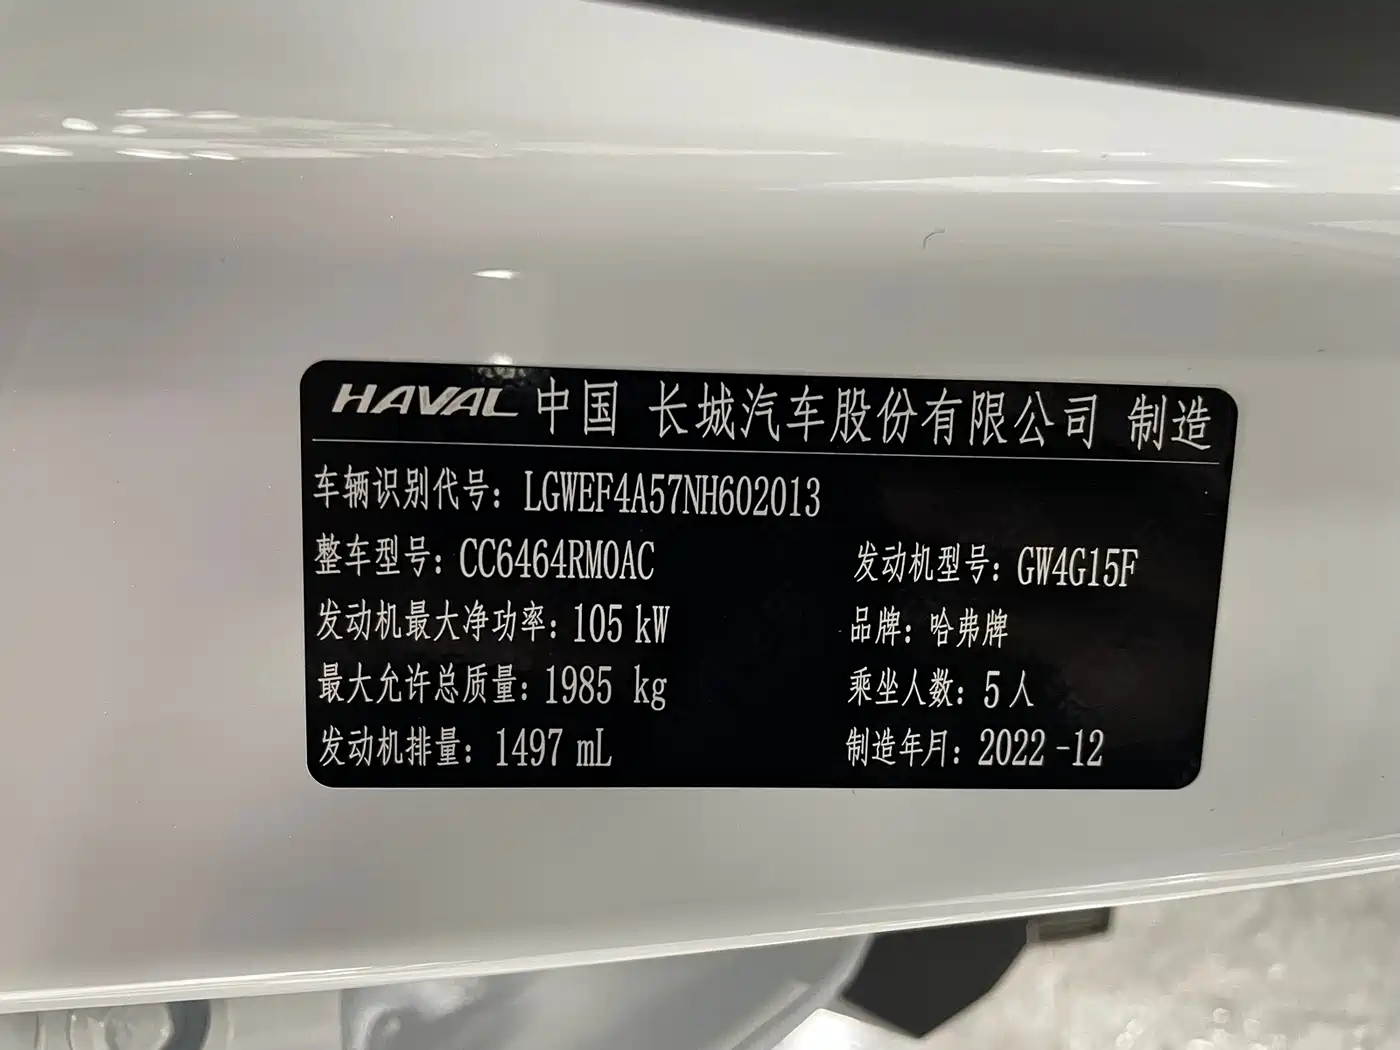 HAVAL 中国 长城汽车股份有限公司 制造
车辆识别代号：LGWEF4A57NH602013
整车型号：CC6464RM0AC 发动机型号：GW4G15F
发动机最大净功率：105 kW 品牌：哈弗牌
最大允许总质量：1985 kg 乘坐人数：5人
发动机排量：1497 mL 制造年月：2022-12